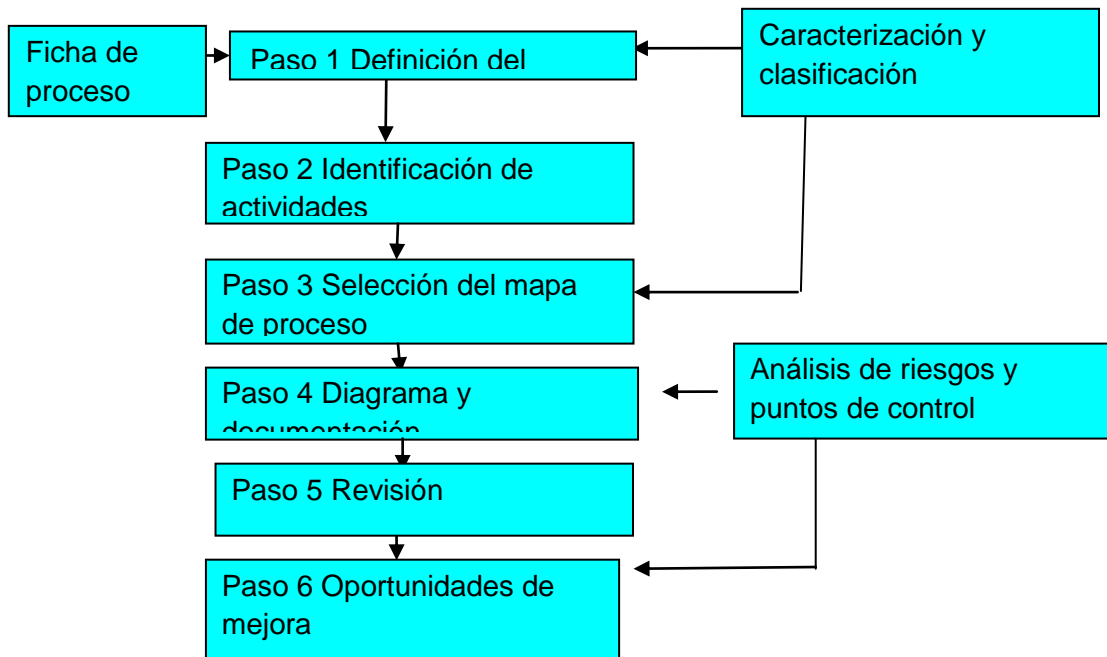 Ficha de
proceso
Paso 1 Definición del
Caracterización y
clasificación
Paso 2 Identificación de
actividades
Paso 3 Selección del mapa
de proceso
Paso 4 Diagrama y
documentación
Análisis de riesgos y
puntos de control
Paso 5 Revisión
Paso 6 Oportunidades de
mejora